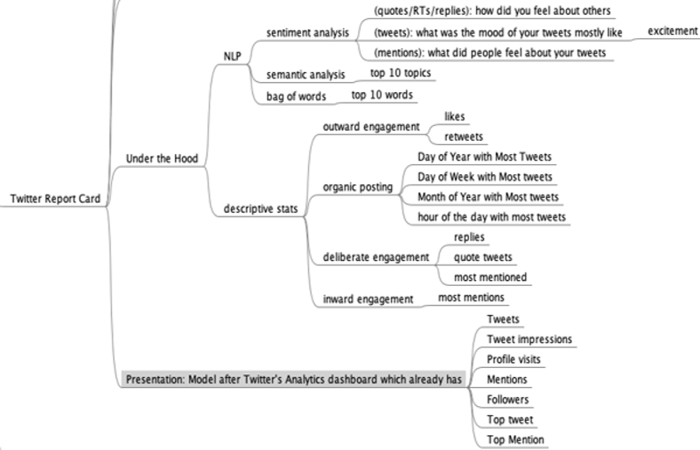 (quotes/RTs/replies): how did you feel about others
sentiment analysis
(tweets): what was the mood of your tweets mostly like
excitement
(mentions): what did people feel about your tweets
NLP
semantic analysis
top 10 topics
bag of words
top 10 words
likes
outward engagement
retweets
Under the Hood
Day of Year with Most Tweets
Day of Week with Most tweets
organic posting
Month of Year with Most tweets
hour of the day with most tweets
Twitter Report Card
descriptive stats
replies
deliberate engagement
quote tweets
most mentioned
inward engagement
most mentions
Tweets
Tweet impressions
Profile visits
Presentation: Model after Twitter's Analytics dashboard which already has
Mentions
Followers
Top tweet
Top Mention